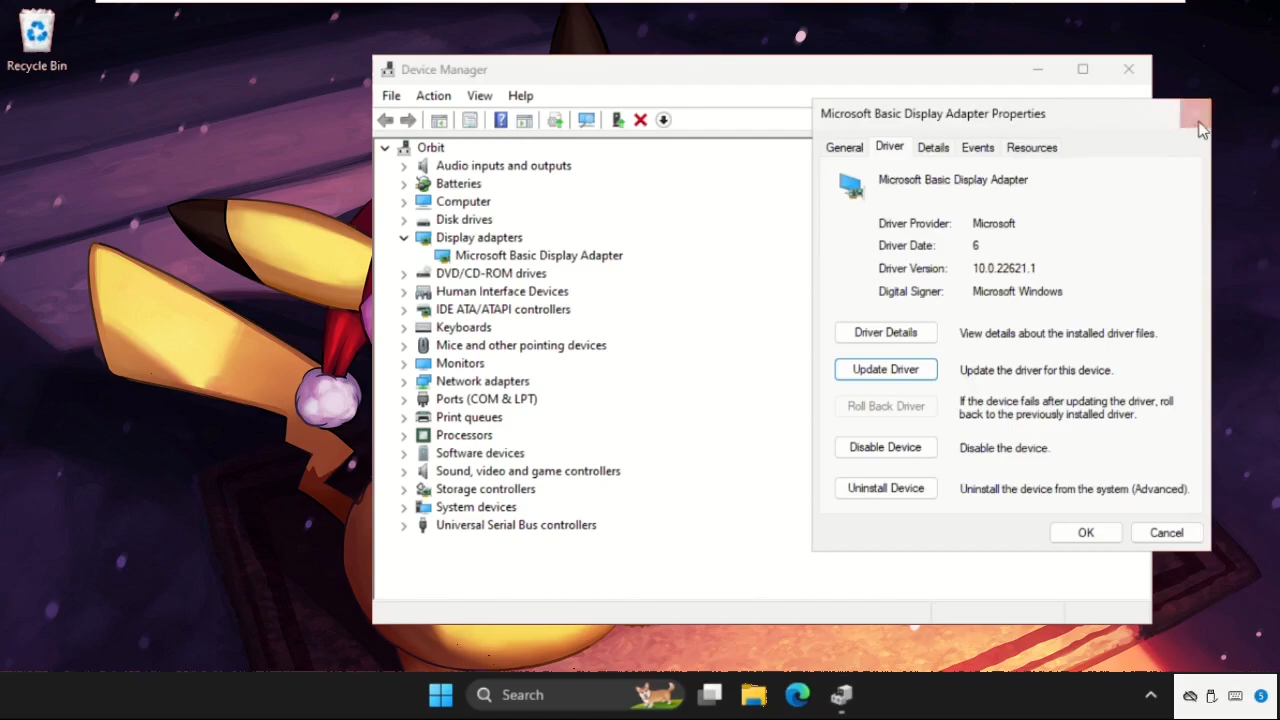 Recycle Bin
Device Manager
File Action View Help
Orbit
Audio inputs and outputs
Batteries
Computer
Disk drives
Display adapters
Microsoft Basic Display Adapter
DVD/CD-ROM drives
Human Interface Devices
IDE ATA/ATAPI controllers
Keyboards
Mice and other pointing devices
Monitors
Network adapters
Ports (COM & LPT)
Print queues
Processors
Software devices
Sound, video and game controllers
Storage controllers
System devices
Universal Serial Bus controllers
Microsoft Basic Display Adapter Properties
General Driver Details Events Resources
Microsoft Basic Display Adapter
Driver Provider: Microsoft
Driver Date: 6
Driver Version: 10.0.22621.1
Digital Signer: Microsoft Windows
Driver Details View details about the installed driver files.
Update Driver Update the driver for this device.
Roll Back Driver If the device fails after updating the driver, roll
back to the previously installed driver.
Disable Device Disable the device.
Uninstall Device Uninstall the device from the system (Advanced).
OK Cancel
Search
5